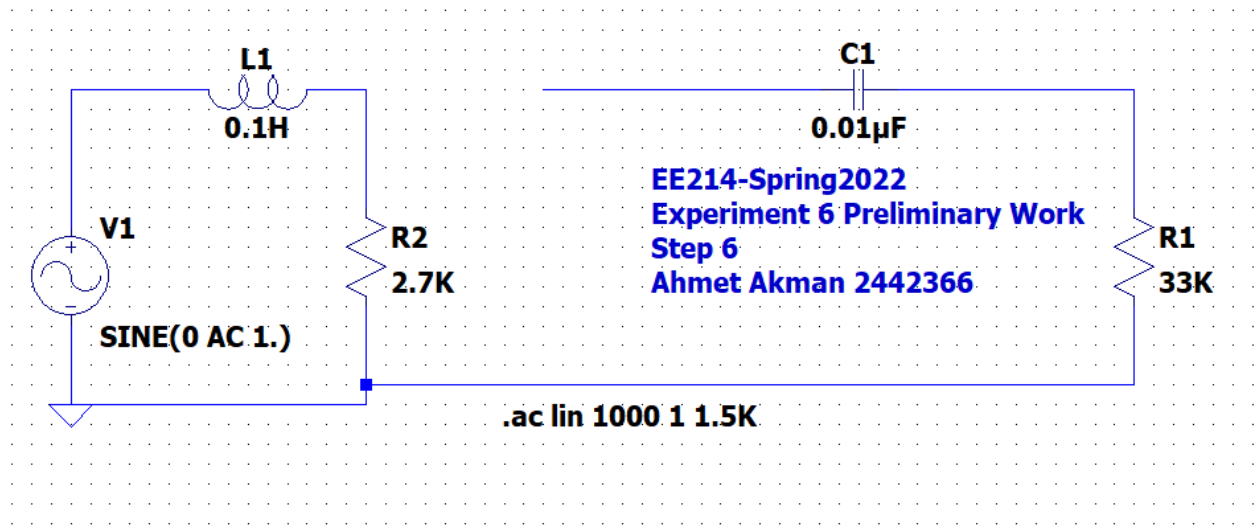 L1
0.1H
C1
0.01µF
EE214-Spring2022
Experiment 6 Preliminary Work
Step 6
Ahmet Akman 2442366
V1
+
R2
2.7K
R1
33K
SINE(0 AC 1.)
.ac lin 1000 1 1.5K